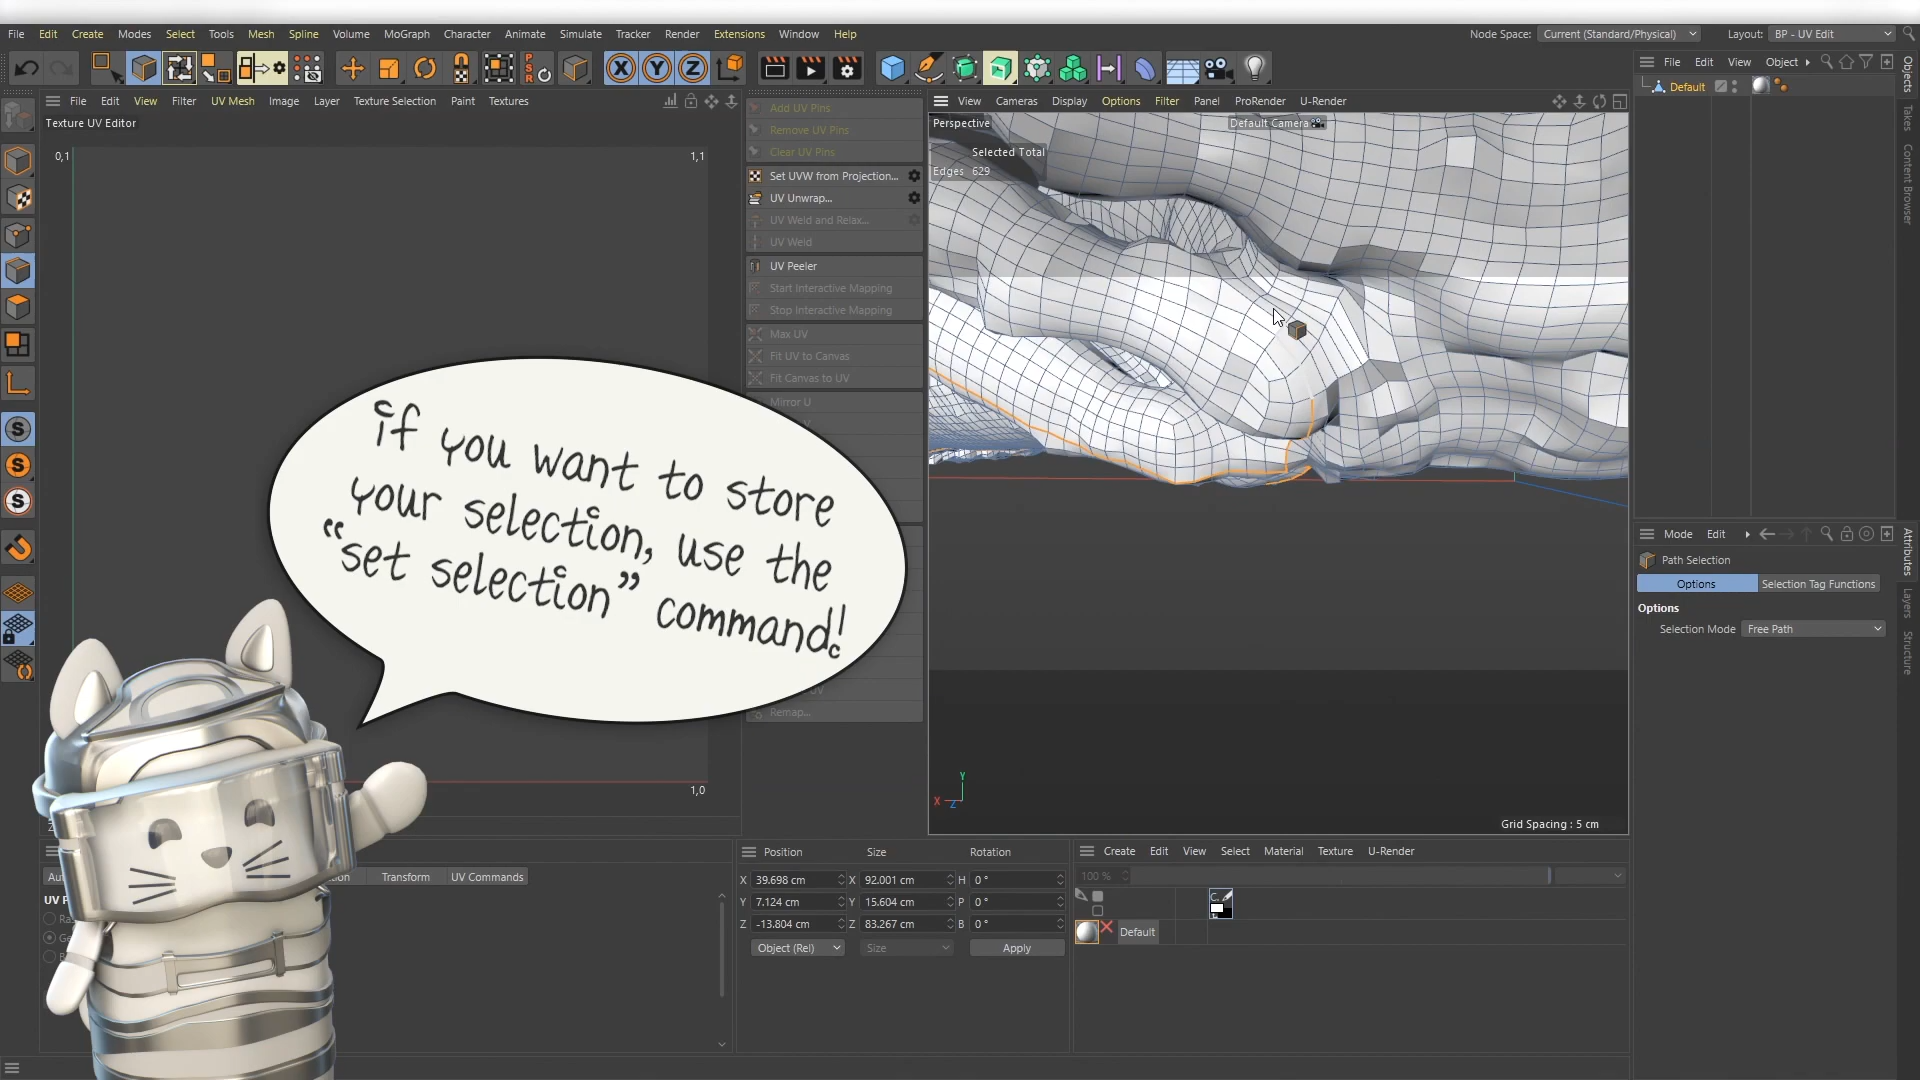 File Edit Create Modes Select Tools Mesh Spline Volume MoGraph Character Animate Simulate Tracker Render Extensions Window Help
Node Space: Current (Standard/Physical) Layout: BP - UV Edit
File Edit View Filter UV Mesh Image Layer Texture Selection Paint Textures
Texture UV Editor
0,1
1,1
1,0
Add UV Pins
Remove UV Pins
Clear UV Pins
Set UVW from Projection...
UV Unwrap...
UV Weld and Relax...
UV Weld
UV Peeler
Start Interactive Mapping
Stop Interactive Mapping
Max UV
Fit UV to Canvas
Fit Canvas to UV
Mirror U
Remap...
if you want to store
your selection, use the
“set selection” command!
View Cameras Display Options Filter Panel ProRender U-Render
Perspective
Default Camera
Selected Total
Edges 629
Y
X
Z
Grid Spacing : 5 cm
File Edit View Object
Default
Objects
Takes
Content Browser
Mode Edit
Path Selection
Options Selection Tag Functions
Options
Selection Mode Free Path
Attributes
Layers
Structure
Transform UV Commands
Position Size Rotation
X 39.698 cm X 92.001 cm H 0 °
Y 7.124 cm Y 15.604 cm P 0 °
Z -13.804 cm Z 83.267 cm B 0 °
Object (Rel) Size Apply
Create Edit View Select Material Texture U-Render
100 %
Default